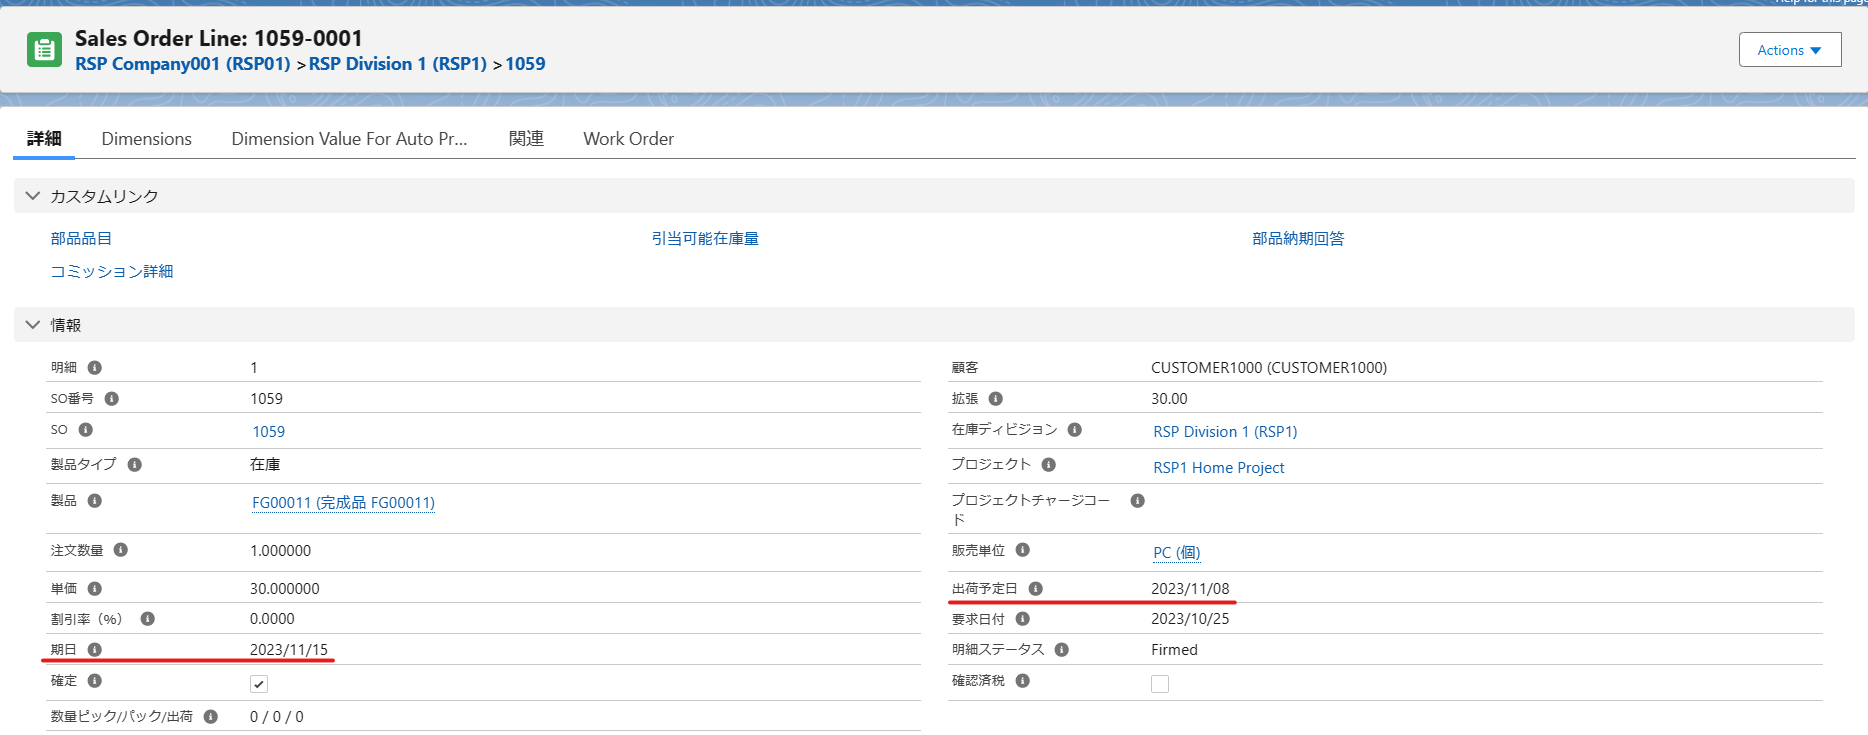 Help for this page
Sales Order Line: 1059-0001
RSP Company001 (RSP01) >RSP Division 1 (RSP1) >1059
Actions
詳細 Dimensions Dimension Value For Auto Pr... 関連 Work Order
カスタムリンク
部品品目 引当可能在庫量 部品納期回答
コミッション詳細
情報
明細 1 顧客 CUSTOMER1000 (CUSTOMER1000)
SO番号 1059 拡張 30.00
SO 1059 在庫ディビジョン RSP Division 1 (RSP1)
製品タイプ 在庫 プロジェクト RSP1 Home Project
製品 FG00011 (完成品 FG00011) プロジェクトチャージコー
ド
注文数量 1.000000 販売単位 PC (個)
単価 30.000000 出荷予定日 2023/11/08
割引率（%） 0.0000 要求日付 2023/10/25
期日 2023/11/15 明細ステータス Firmed
確定 確認済税
数量ピック/パック/出荷 0 / 0 / 0